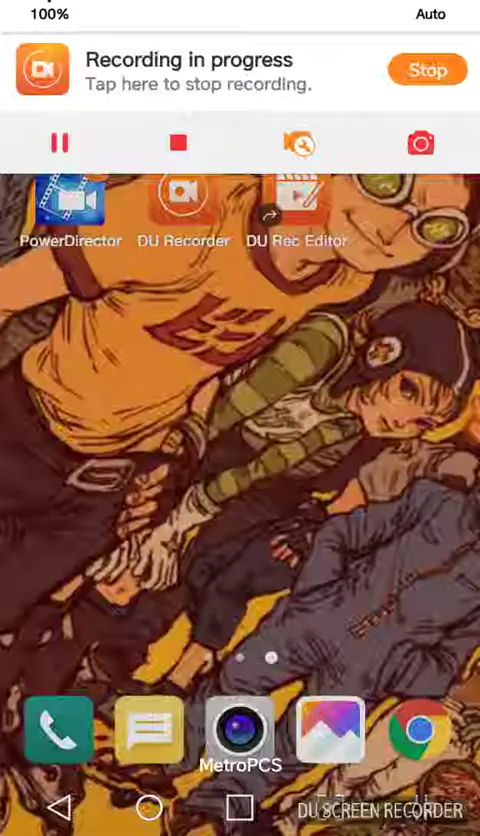 100%
Auto
Recording in progress
Tap here to stop recording.
Stop
PowerDirector
DU Recorder
DU Rec Editor
MetroPCS
DU SCREEN RECORDER